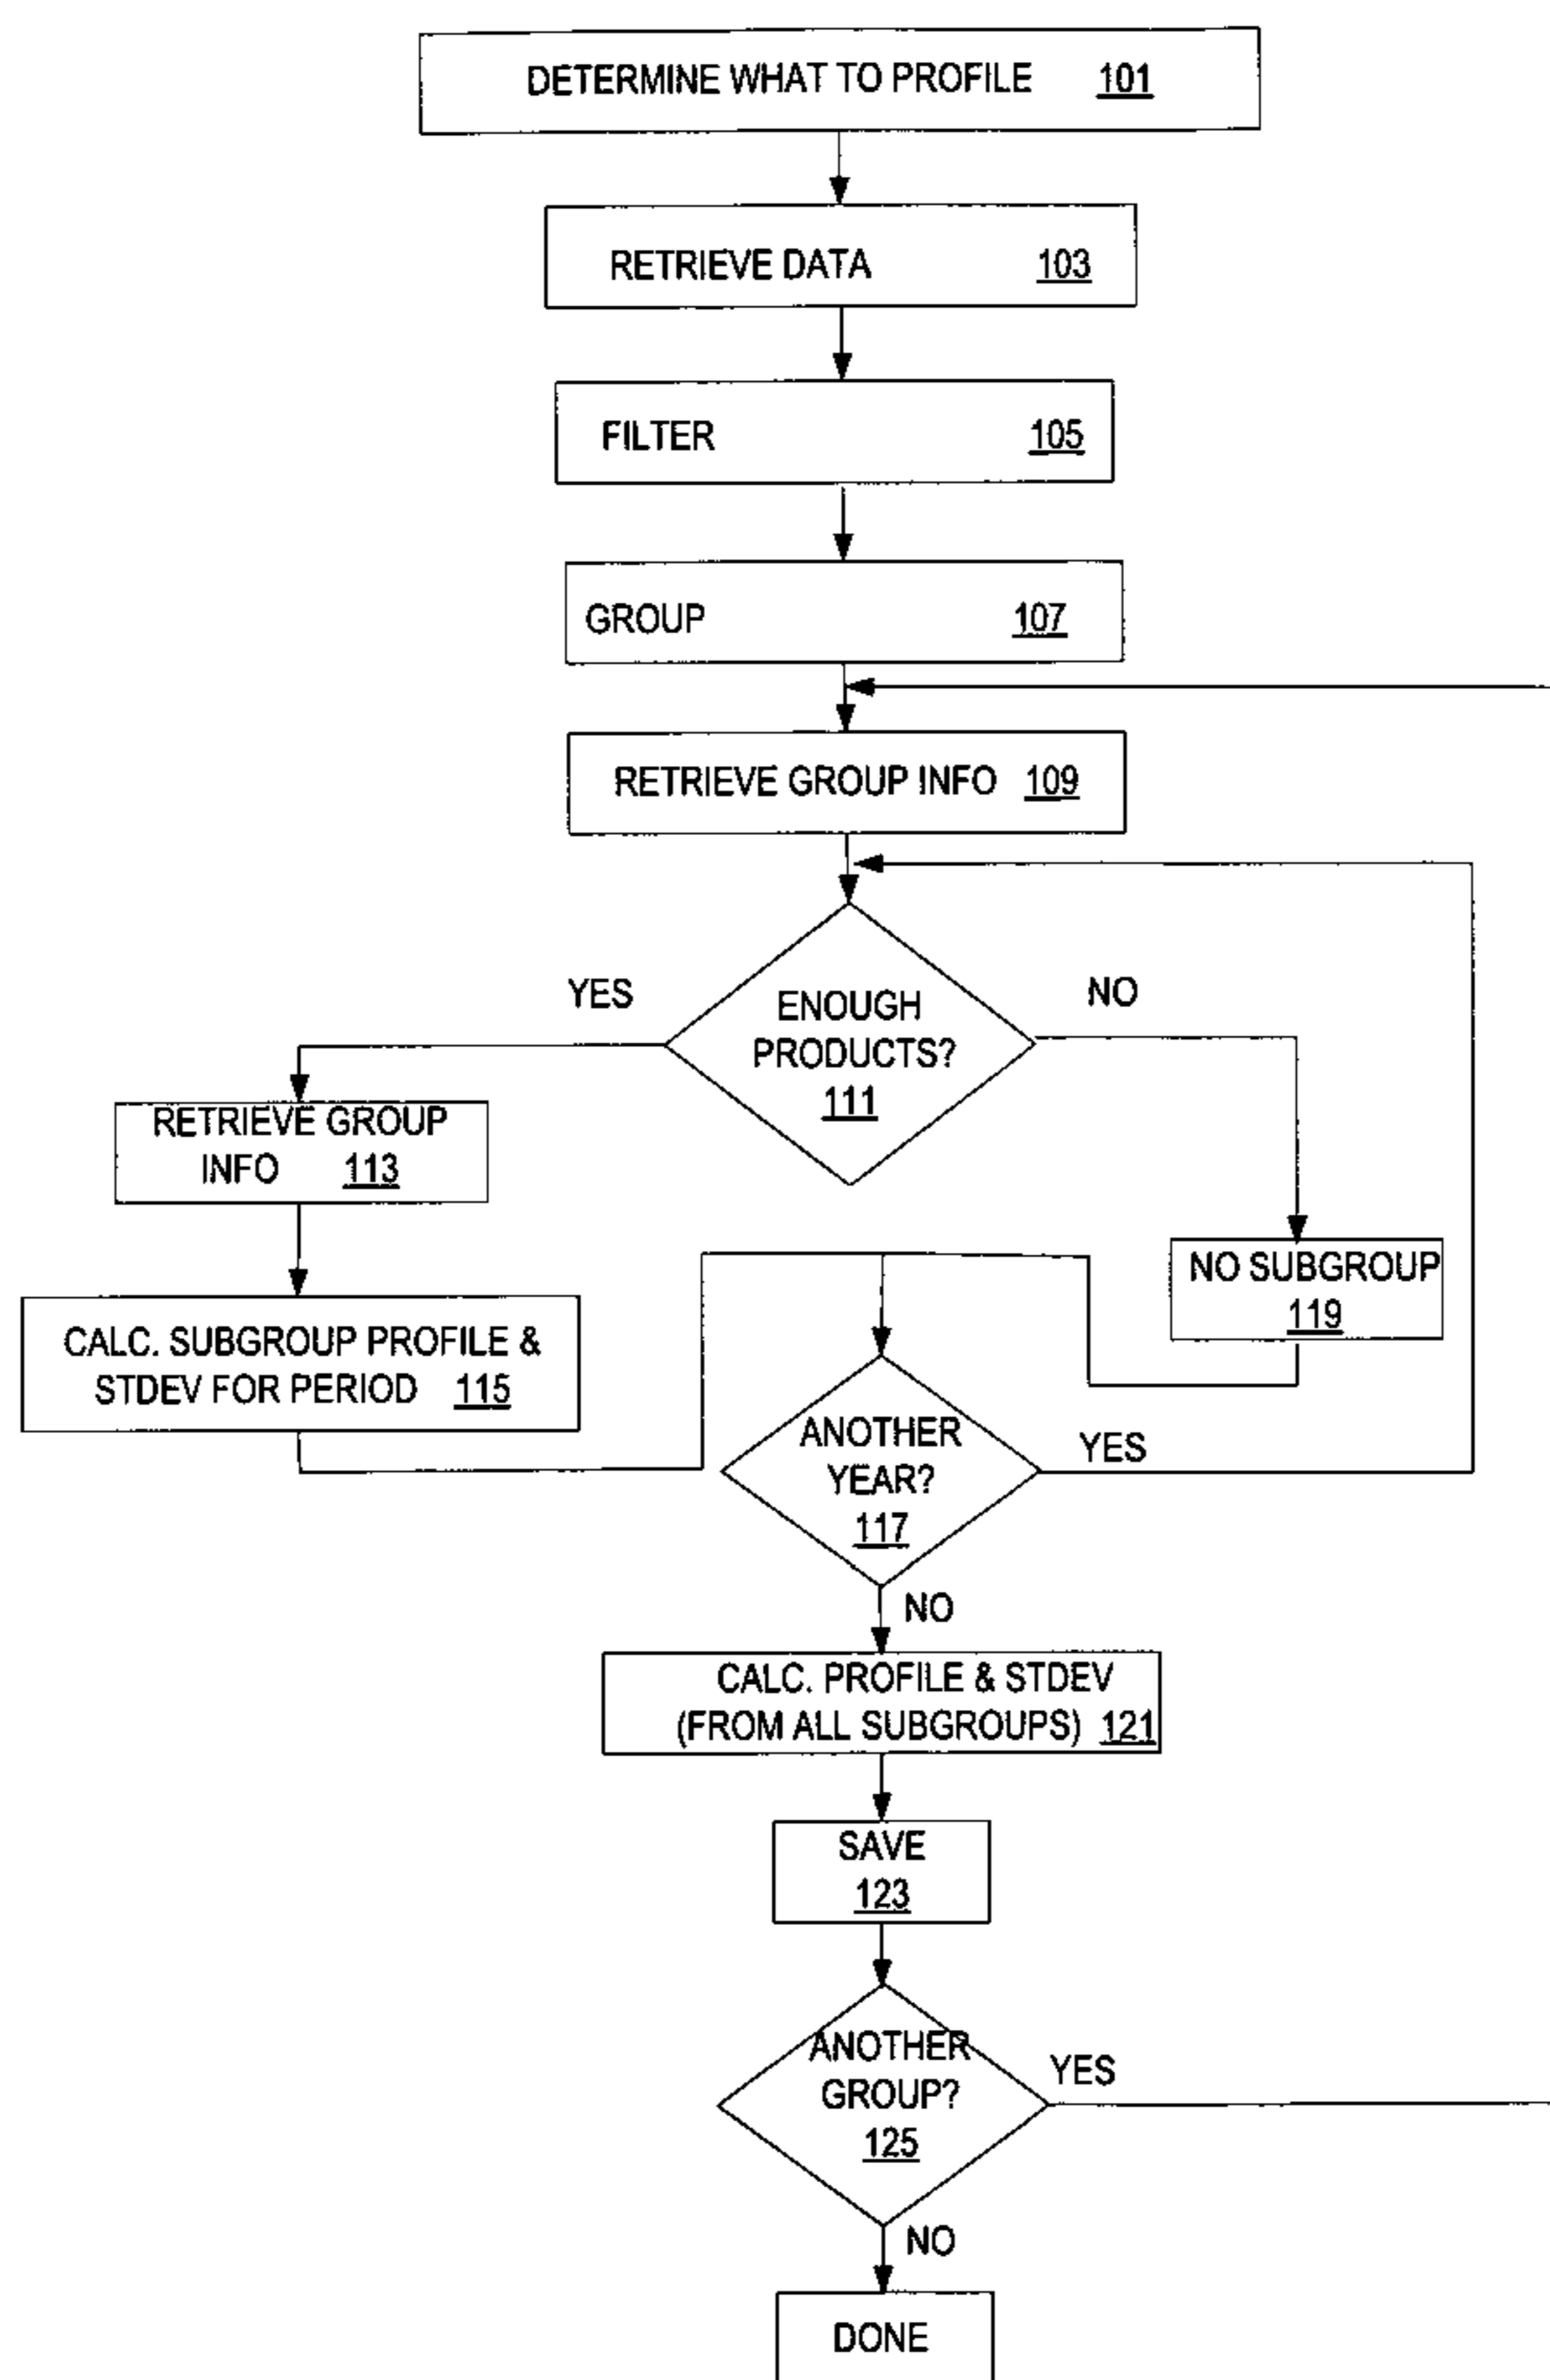 DETERMINE WHAT TO PROFILE 101
RETRIEVE DATA 103
FILTER 105
GROUP 107
RETRIEVE GROUP INFO 109
YES
NO
ENOUGH
PRODUCTS?
111
RETRIEVE GROUP
INFO 113
NO SUBGROUP
119
CALC. SUBGROUP PROFILE &
STDEV FOR PERIOD 115
ANOTHER
YEAR?
117
YES
NO
CALC. PROFILE & STDEV
(FROM ALL SUBGROUPS) 121
SAVE
123
ANOTHER
GROUP?
125
YES
NO
DONE